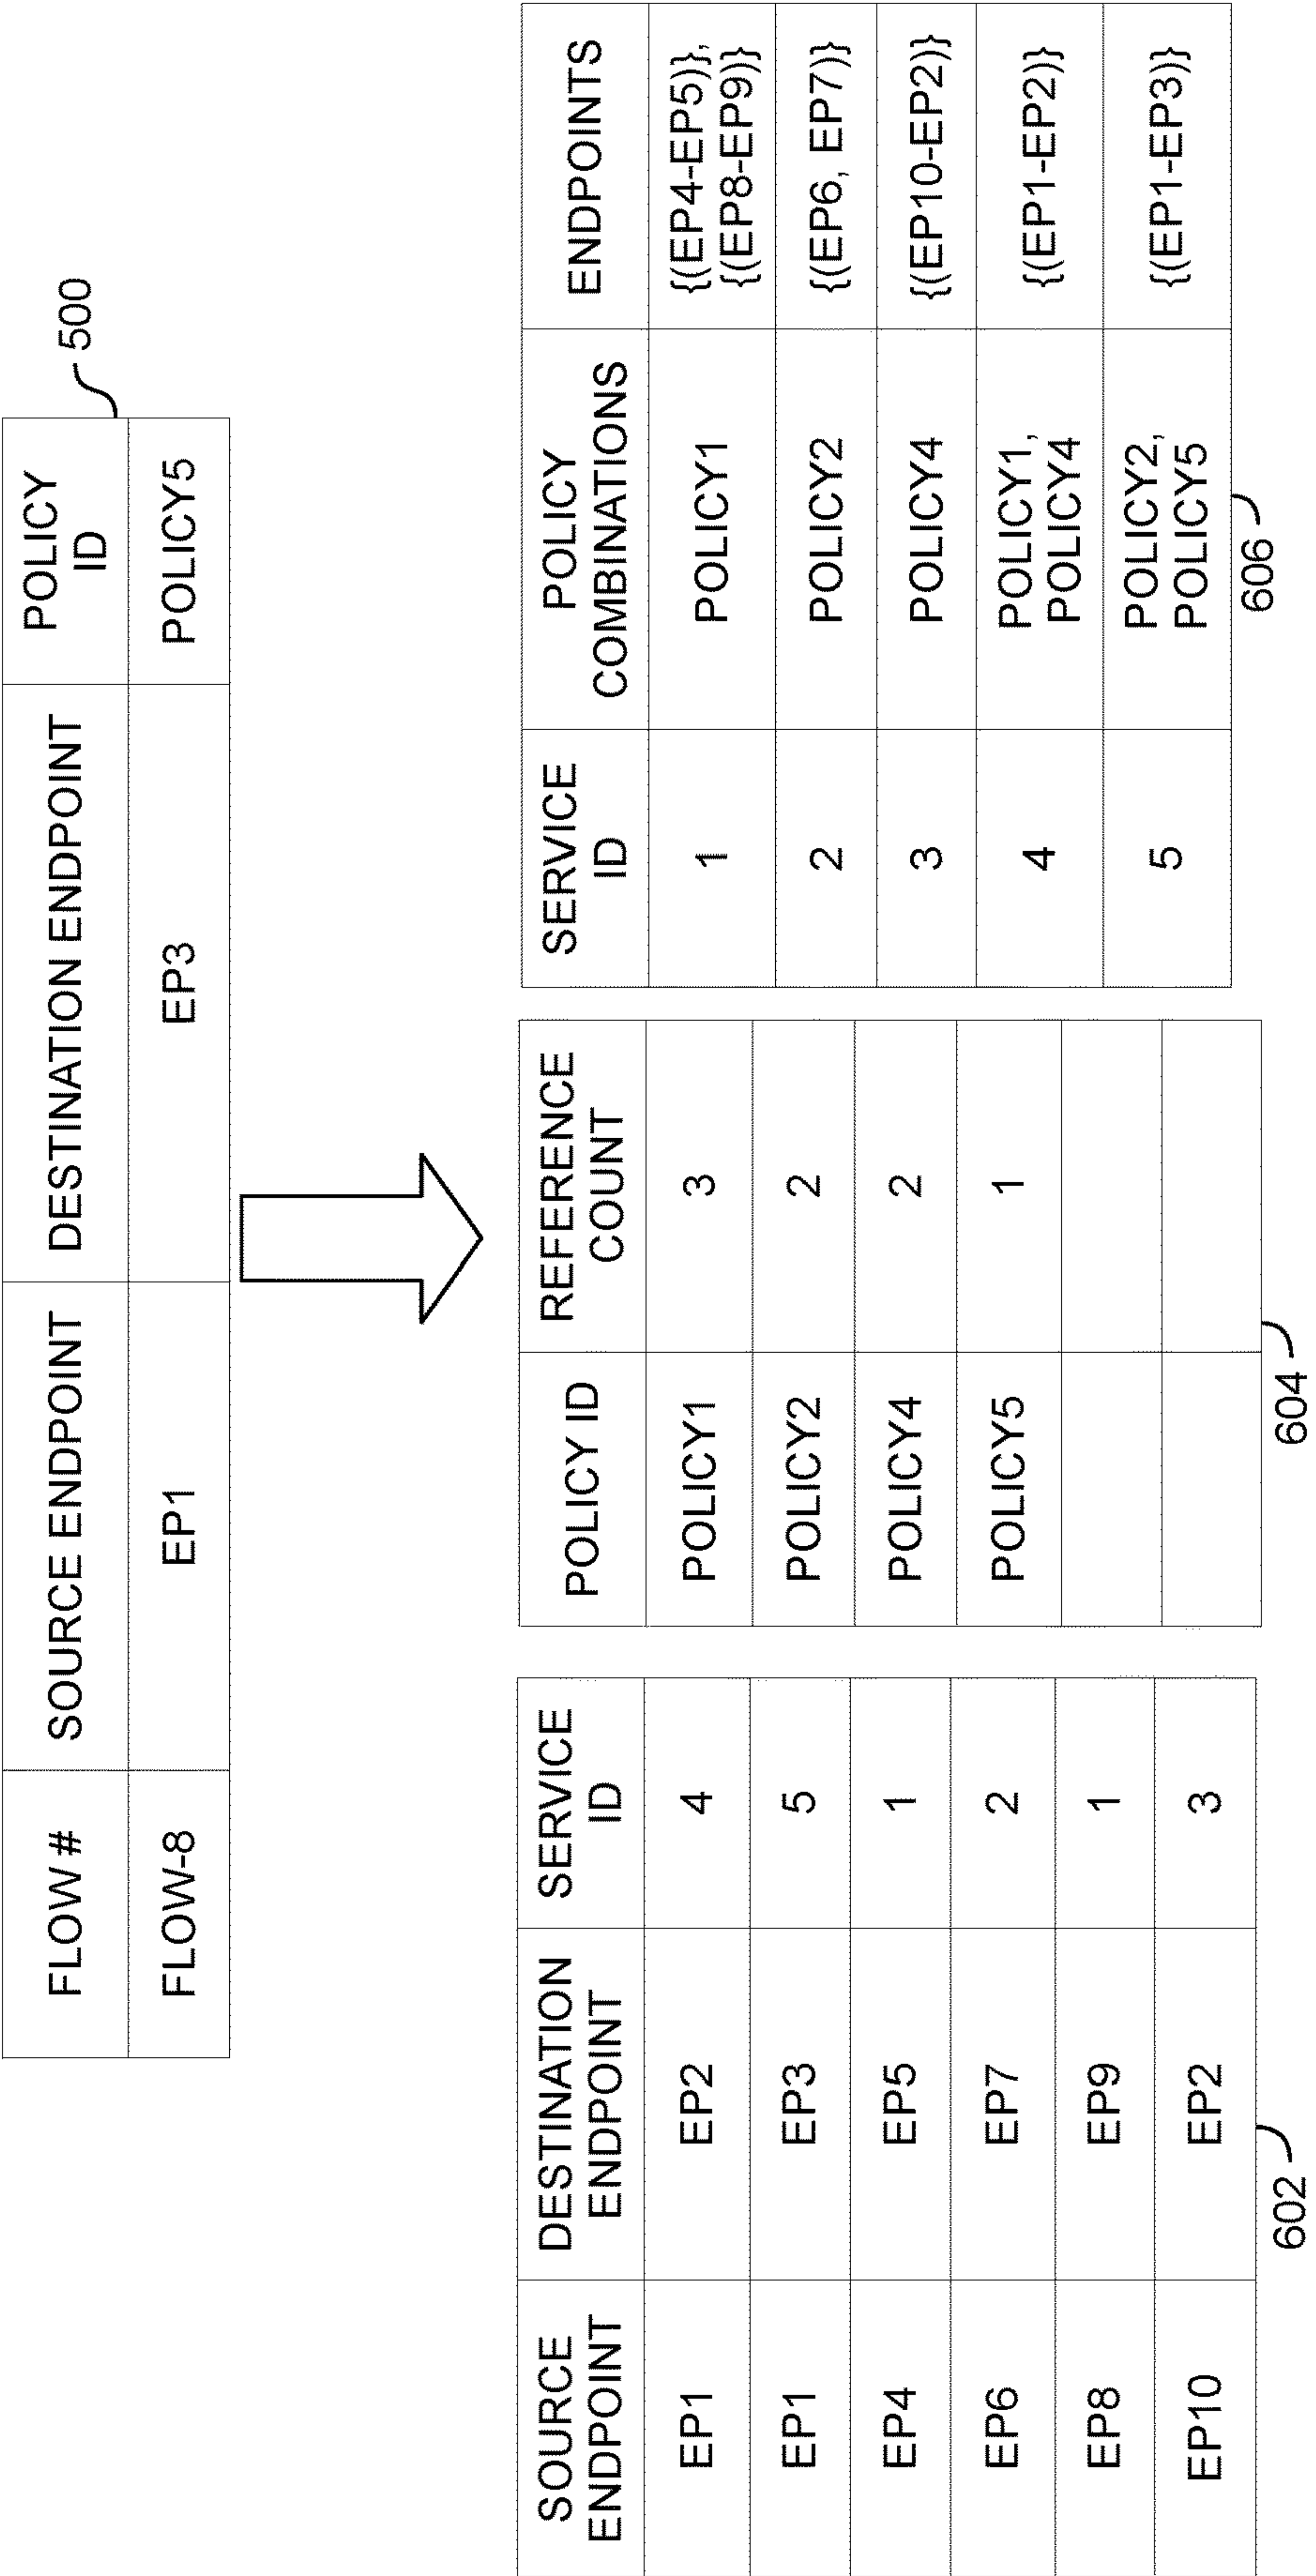 FLOW #
SOURCE ENDPOINT
DESTINATION ENDPOINT
POLICY
ID
FLOW-8
EP1
EP3
POLICY5
500
SOURCE
ENDPOINT
DESTINATION
ENDPOINT
SERVICE
ID
EP1
EP2
4
EP1
EP3
5
EP4
EP5
1
EP6
EP7
2
EP8
EP9
1
EP10
EP2
3
602
POLICY ID
REFERENCE
COUNT
POLICY1
3
POLICY2
2
POLICY4
2
POLICY5
1
604
SERVICE
ID
POLICY
COMBINATIONS
ENDPOINTS
1
POLICY1
{(EP4-EP5)},
{(EP8-EP9)}
2
POLICY2
{(EP6, EP7)}
3
POLICY4
{(EP10-EP2)}
4
POLICY1,
POLICY4
{(EP1-EP2)}
5
POLICY2,
POLICY5
{(EP1-EP3)}
606